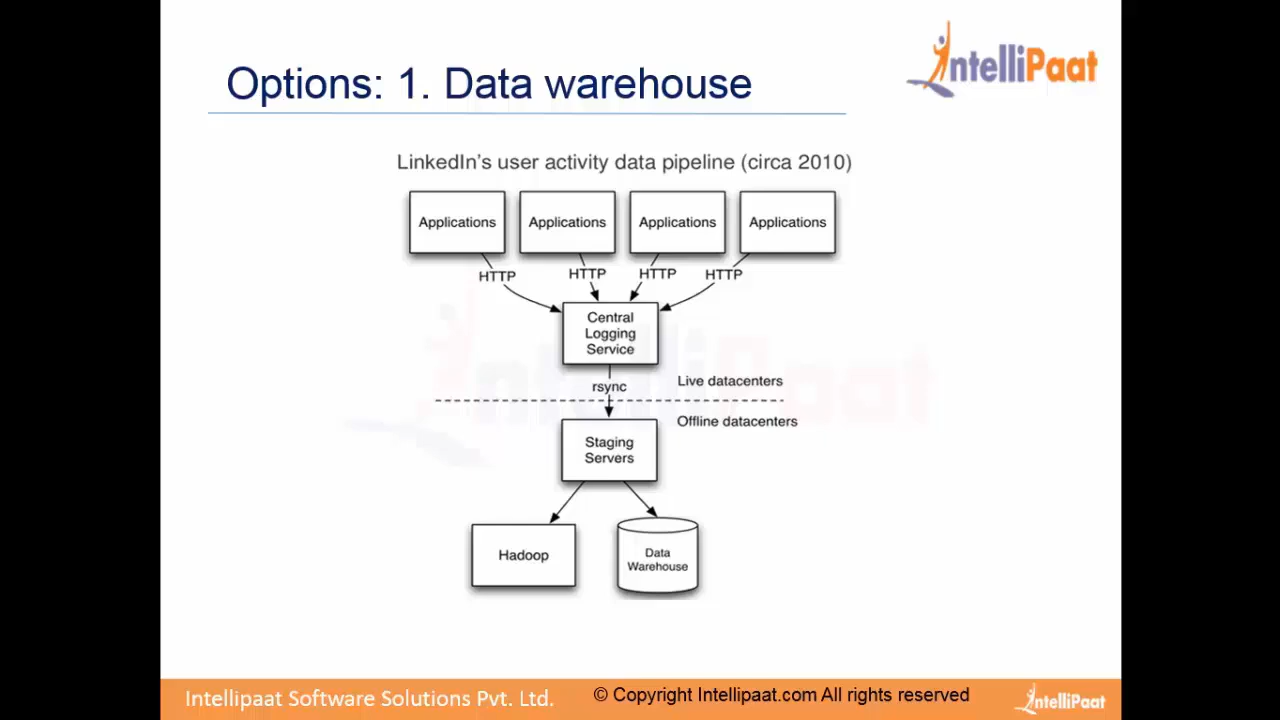 Options: 1. Data warehouse
IntelliPaat
LinkedIn's user activity data pipeline (circa 2010)
Applications
Applications
Applications
Applications
HTTP
HTTP
HTTP
HTTP
Central
Logging
Service
rsync
Live datacenters
Offline datacenters
Staging
Servers
Hadoop
Data
Warehouse
IntelliPaat
Intellipaat Software Solutions Pvt. Ltd.
© Copyright Intellipaat.com All rights reserved
IntelliPaat